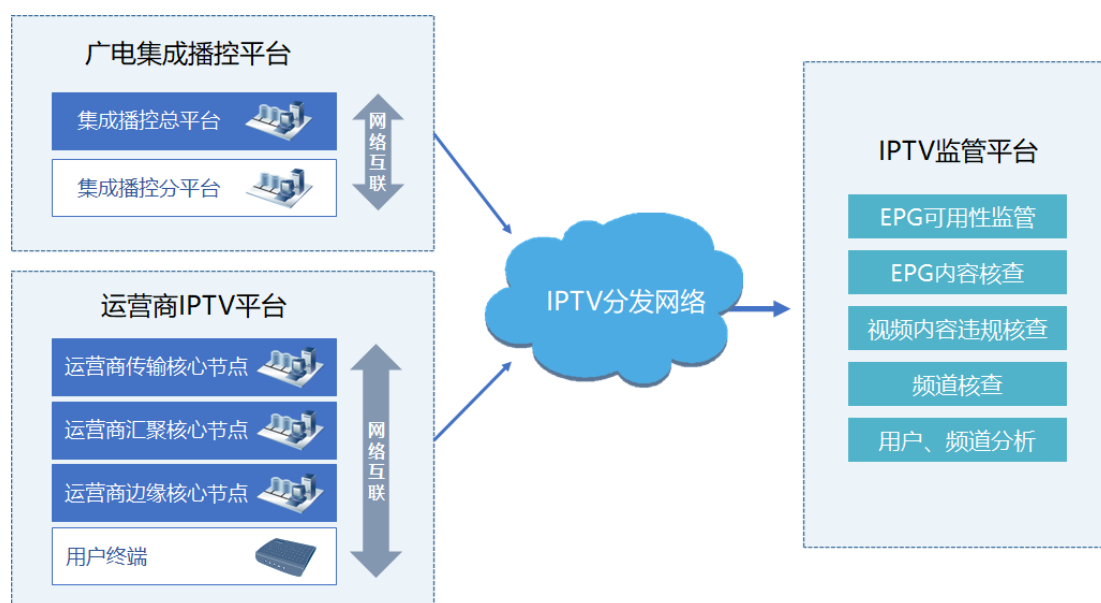 广电集成播控平台
集成播控总平台
集成播控分平台
网络互联
运营商IPTV平台
运营商传输核心节点
运营商汇聚核心节点
运营商边缘核心节点
用户终端
网络互联
IPTV分发网络
IPTV监管平台
EPG可用性监管
EPG内容核查
视频内容违规核查
频道核查
用户、频道分析